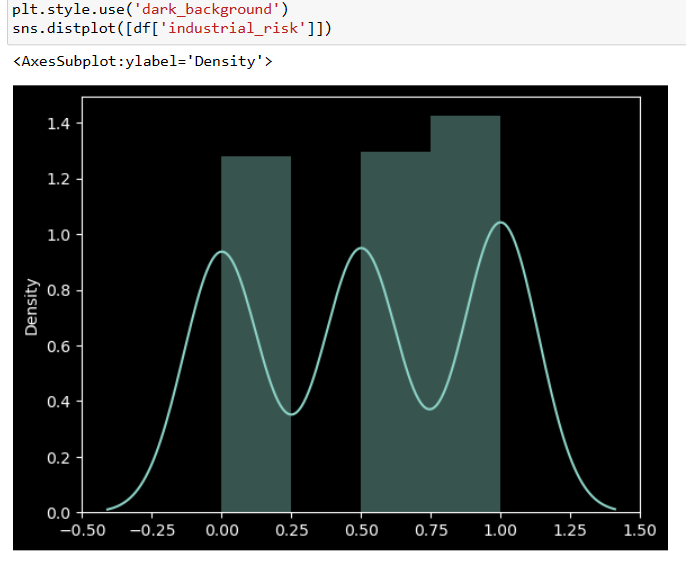 plt.style.use('dark_background')
sns.distplot([df['industrial_risk']])
<AxesSubplot:ylabel='Density'>
1.4
1.2
1.0
0.8
0.6
0.4
0.2
0.0
Density
−0.50 −0.25 0.00 0.25 0.50 0.75 1.00 1.25 1.50